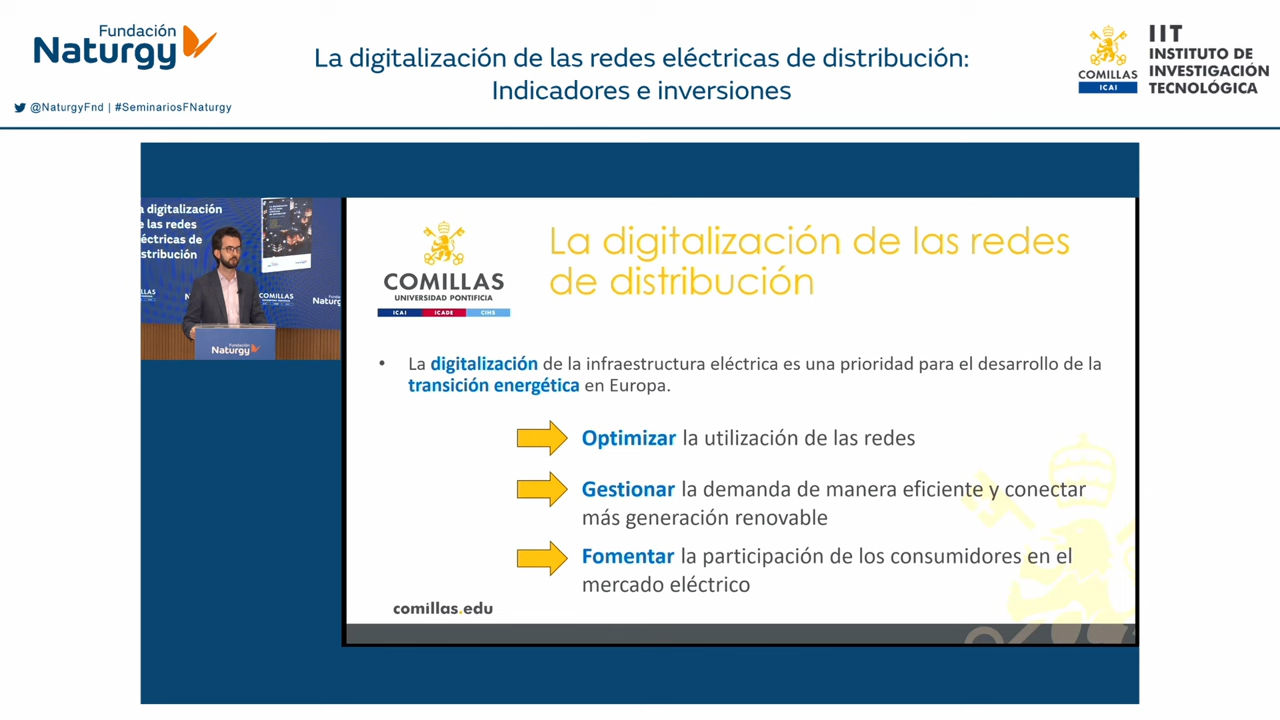 Fundación
Naturgy
@NaturgyFnd | #SeminariosFNaturgy
La digitalización de las redes eléctricas de distribución:
Indicadores e inversiones
COMILLAS
ICAI
IIT
INSTITUTO DE
INVESTIGACIÓN
TECNOLÓGICA
a digitalización
e las redes
éctricas de
stribución
LLAS
COMILLAS
Naturg
Fundación
Naturgy
COMILLAS
UNIVERSIDAD PONTIFICIA
ICAI ICADE CIHS
La digitalización de las redes
de distribución
• La digitalización de la infraestructura eléctrica es una prioridad para el desarrollo de la
transición energética en Europa.
Optimizar la utilización de las redes
Gestionar la demanda de manera eficiente y conectar
más generación renovable
Fomentar la participación de los consumidores en el
mercado eléctrico
comillas.edu